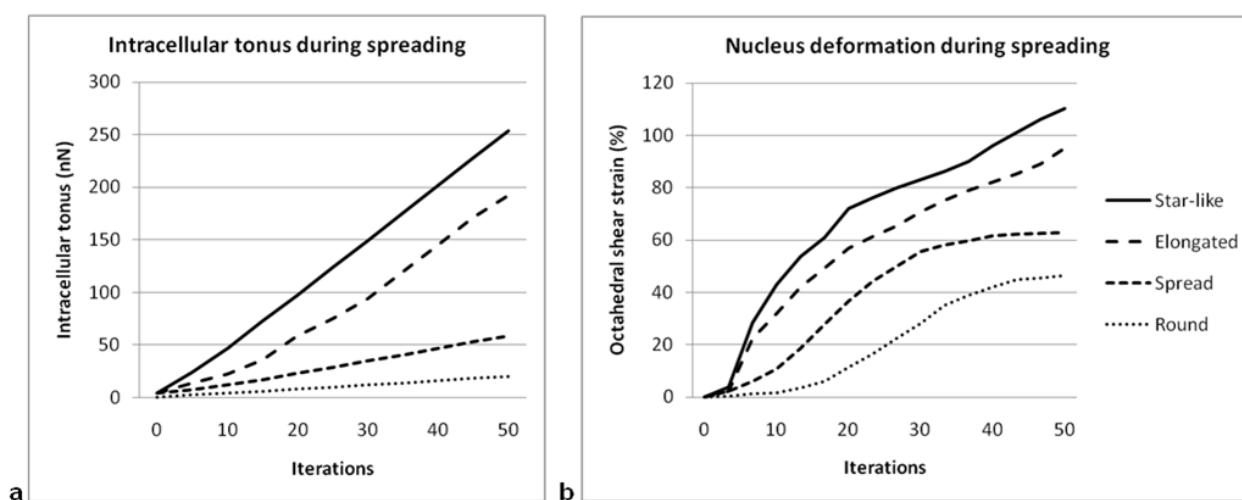 Intracellular tonus during spreading
300
250
200
150
100
50
0
Intracellular tonus (nN)
0 10 20 30 40 50
Iterations
a
Nucleus deformation during spreading
120
100
80
60
40
20
0
Octahedral shear strain (%)
0 10 20 30 40 50
Iterations
Star-like
Elongated
Spread
Round
b